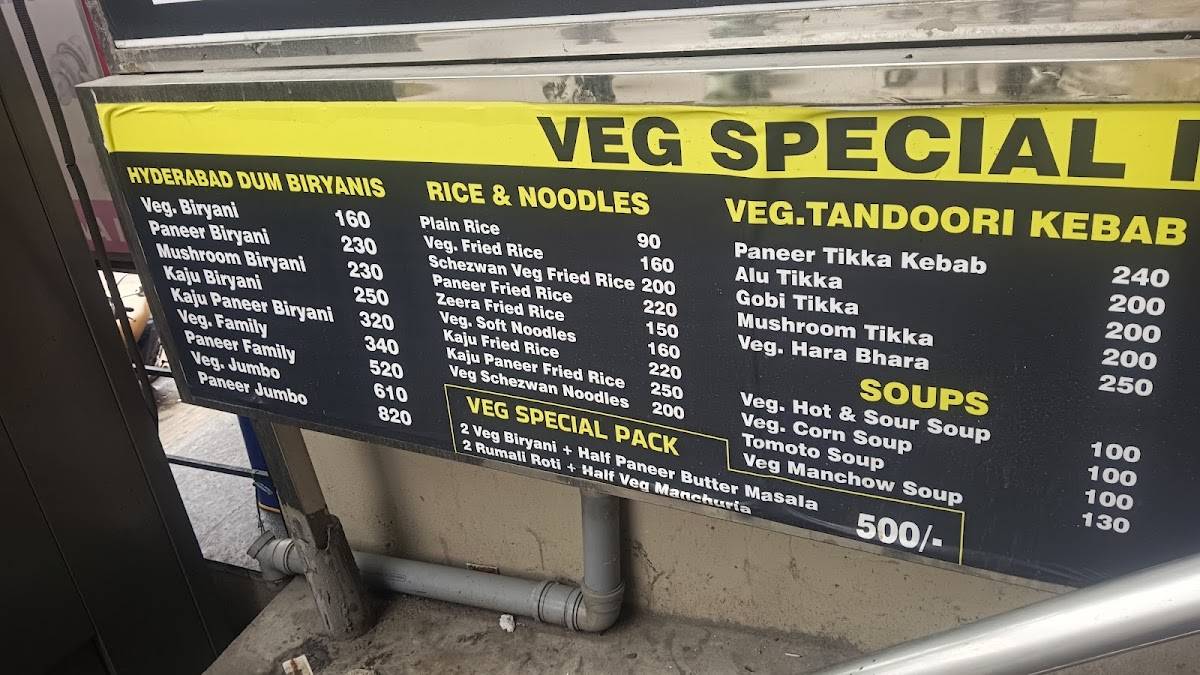 VEG SPECIAL
HYDERABAD DUM BIRYANIS
Veg. Biryani 160
Paneer Biryani 230
Mushroom Biryani 230
Kaju Biryani 250
Kaju Paneer Biryani 320
Veg. Family 340
Paneer Family 520
Veg. Jumbo 610
Paneer Jumbo 820
RICE & NOODLES
Plain Rice 90
Veg. Fried Rice 160
Schezwan Veg Fried Rice 200
Paneer Fried Rice 220
Zeera Fried Rice 150
Veg. Soft Noodles 160
Kaju Fried Rice 220
Kaju Paneer Fried Rice 250
Veg Schezwan Noodles 200
VEG SPECIAL PACK
2 Veg Biryani + Half Paneer Butter Masala
2 Rumali Roti + Half Veg Manchuria
500/-
VEG.TANDOORI KEBAB
Paneer Tikka Kebab 240
Alu Tikka 200
Gobi Tikka 200
Mushroom Tikka 200
Veg. Hara Bhara 250
SOUPS
Veg. Hot & Sour Soup 100
Veg. Corn Soup 100
Tomoto Soup 100
Veg Manchow Soup 130